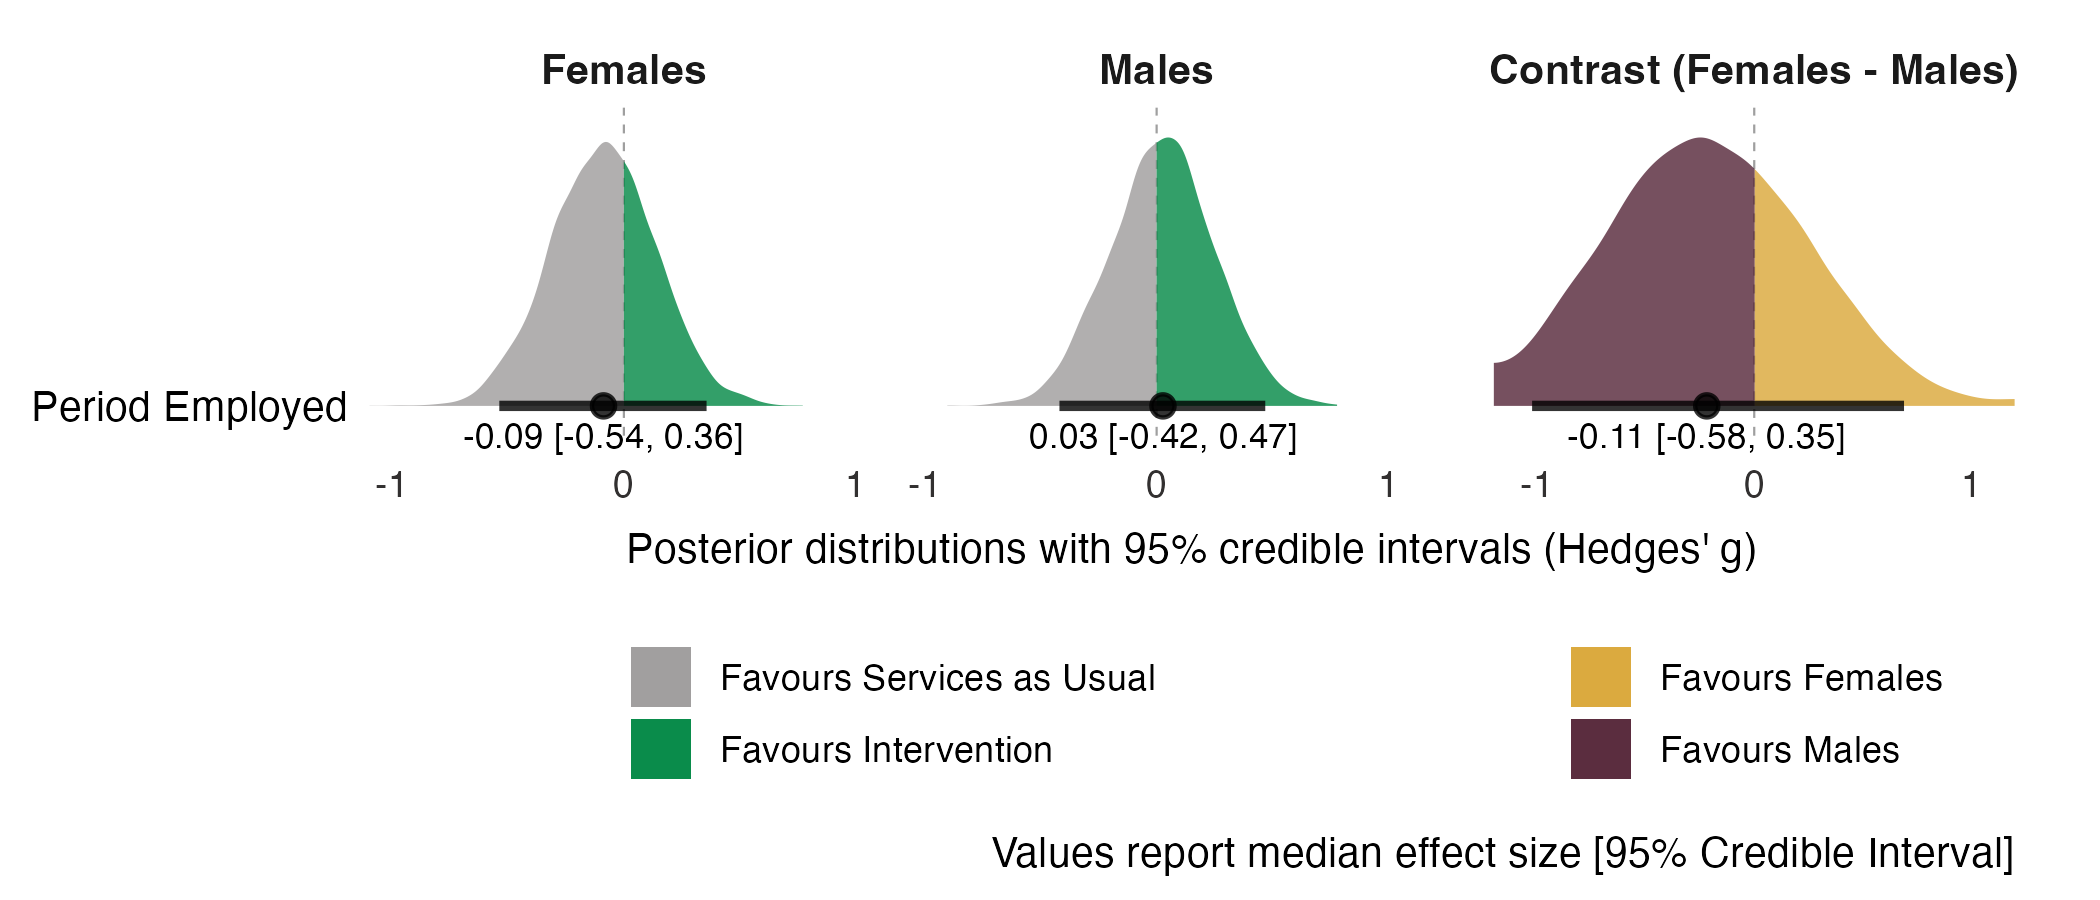 Females
Males
Contrast (Females - Males)
Period Employed
-0.09 [-0.54, 0.36]
0.03 [-0.42, 0.47]
-0.11 [-0.58, 0.35]
-1 0 1
-1 0 1
-1 0 1
Posterior distributions with 95% credible intervals (Hedges' g)
Favours Services as Usual
Favours Intervention
Favours Females
Favours Males
Values report median effect size [95% Credible Interval]